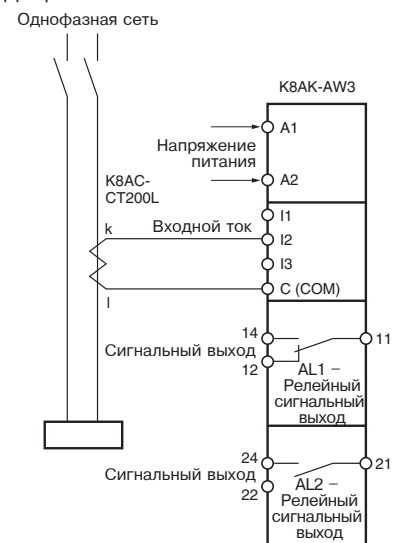 Однофазная сеть
K8AK-AW3
A1
Напряжение
питания
A2
K8AC-
CT200L
I1
k
Входной ток
I2
I3
C (COM)
l
14
11
Сигнальный выход
12
AL1 –
Релейный
сигнальный
выход
24
21
Сигнальный выход
22
AL2 –
Релейный
сигнальный
выход